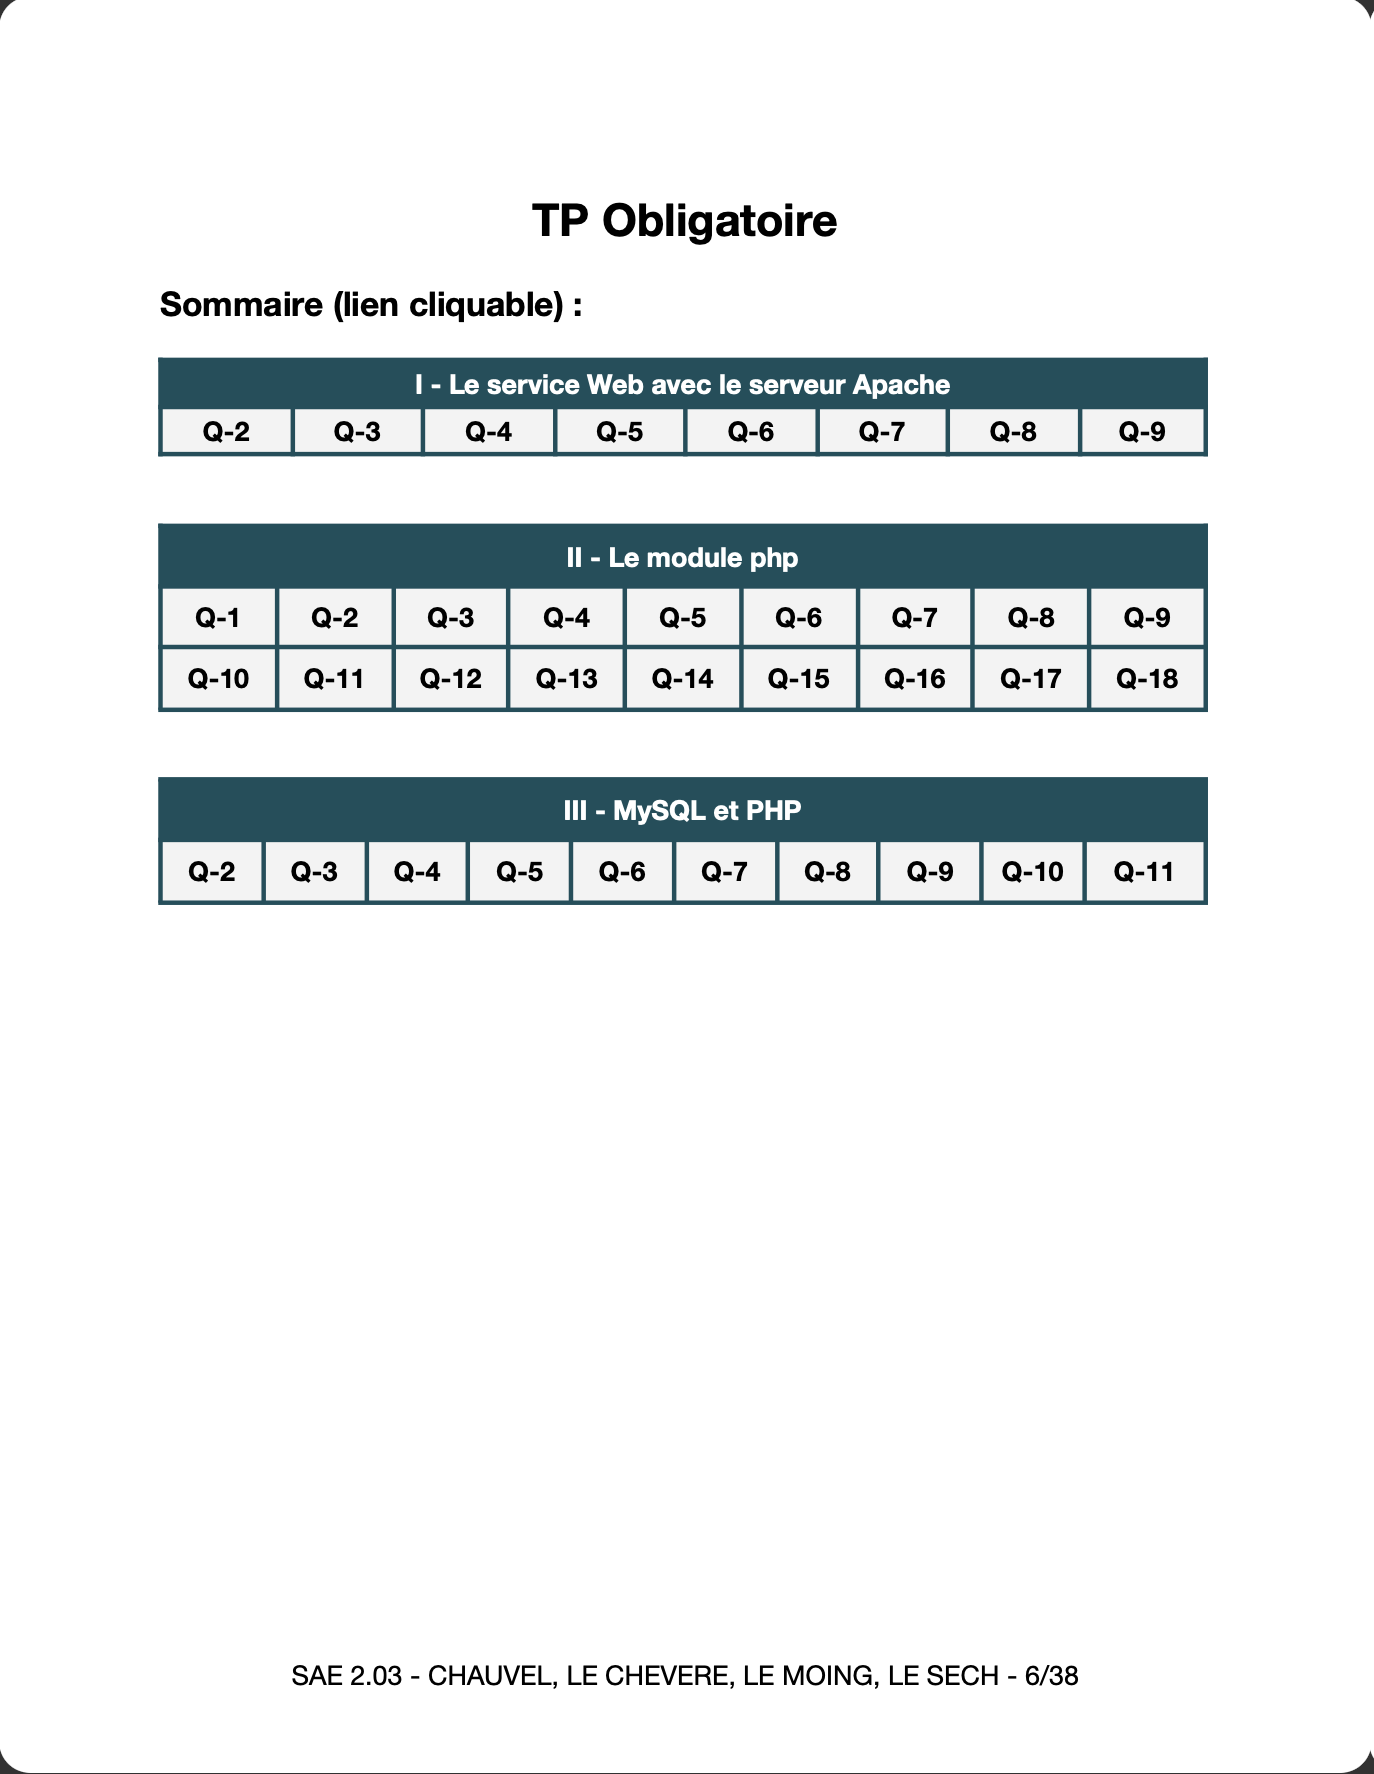 TP Obligatoire
Sommaire (lien cliquable) :
I - Le service Web avec le serveur Apache
Q-2 Q-3 Q-4 Q-5 Q-6 Q-7 Q-8 Q-9
II - Le module php
Q-1 Q-2 Q-3 Q-4 Q-5 Q-6 Q-7 Q-8 Q-9
Q-10 Q-11 Q-12 Q-13 Q-14 Q-15 Q-16 Q-17 Q-18
III - MySQL et PHP
Q-2 Q-3 Q-4 Q-5 Q-6 Q-7 Q-8 Q-9 Q-10 Q-11
SAE 2.03 - CHAUVEL, LE CHEVERE, LE MOING, LE SECH - 6/38